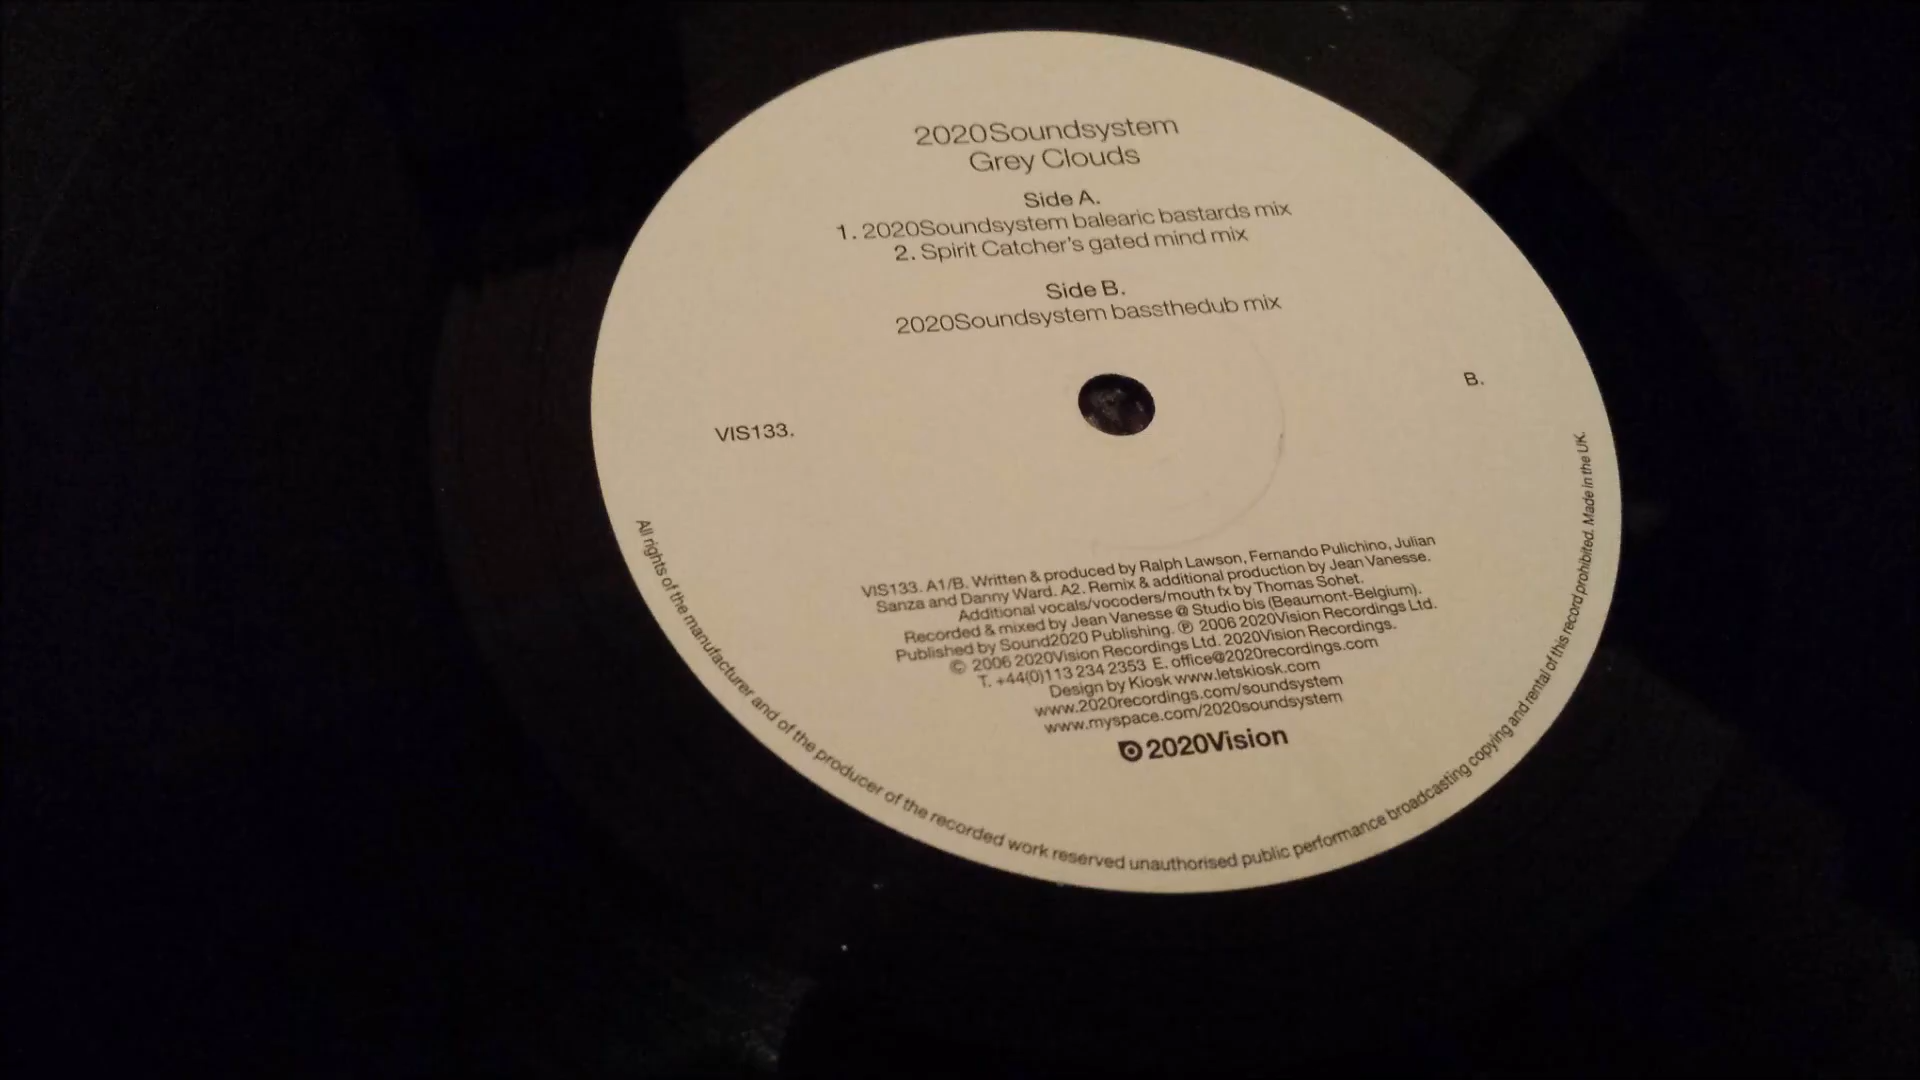 2020Soundsystem
Grey Clouds
Side A.
1. 2020Soundsystem balearic bastards mix
2. Spirit Catcher's gated mind mix
Side B.
2020Soundsystem bassthedub mix
B.
VIS133.
VIS133. A1/B. Written & produced by Ralph Lawson, Fernando Pulichino, Julian
Sanza and Danny Ward. A2. Remix & additional production by Jean Vanesse.
Additional vocals/vocoders/mouth fx by Thomas Sohet.
Recorded & mixed by Jean Vanesse @ Studio bis (Beaumont-Belgium).
Published by Sound2020 Publishing. ℗ 2006 2020Vision Recordings Ltd.
© 2006 2020Vision Recordings Ltd. 2020Vision Recordings.
T. +44(0)113 234 2353 E. office@2020recordings.com
Design by Kiosk www.letskiosk.com
www.2020recordings.com/soundsystem
www.myspace.com/2020soundsystem
2020Vision
All rights of the manufacturer and of the producer of the recorded work reserved unauthorised public performance broadcasting copying and rental of this record prohibited. Made in the UK.